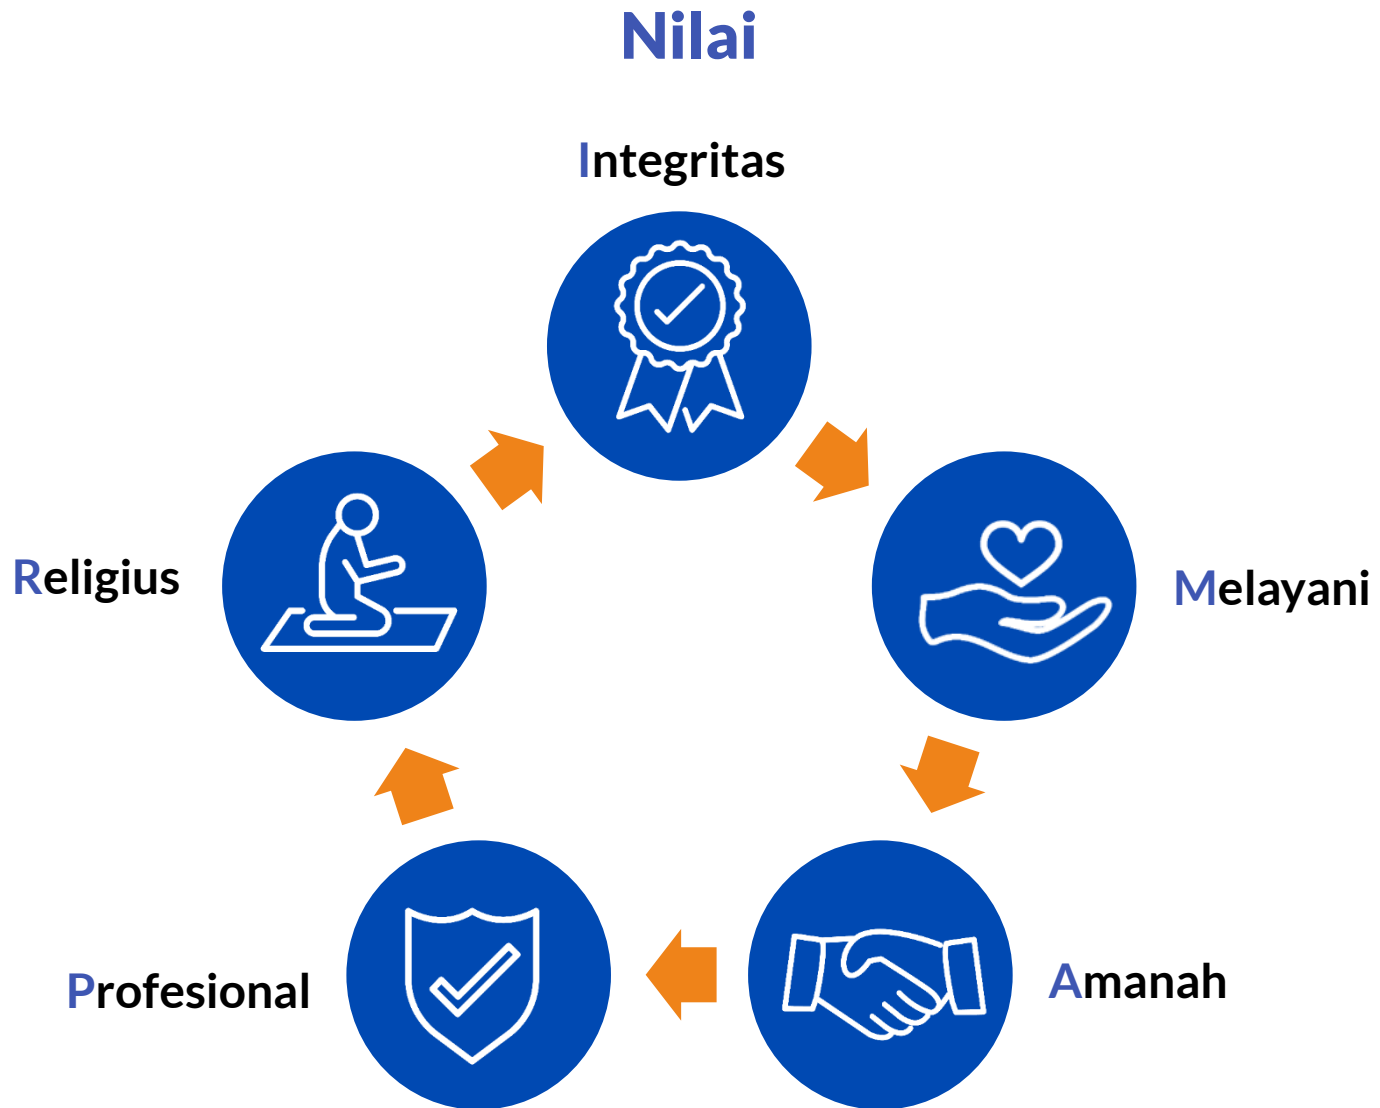 Nilai
Integritas
Melayani
Amanah
Profesional
Religius